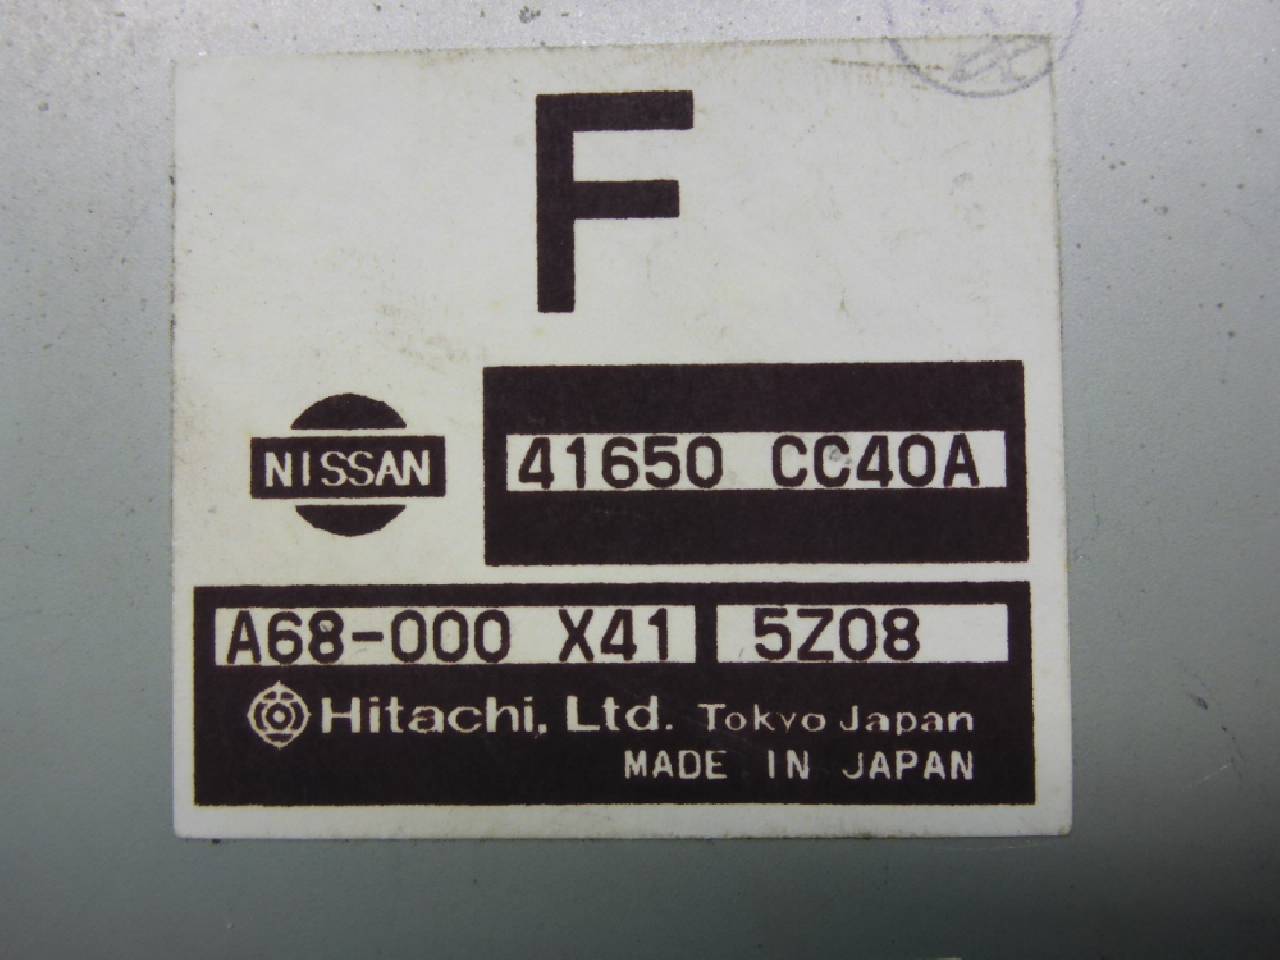 F
NISSAN
41650 CC40A
A68-000 X41 5Z08
Hitachi, Ltd. Tokyo Japan
MADE IN JAPAN